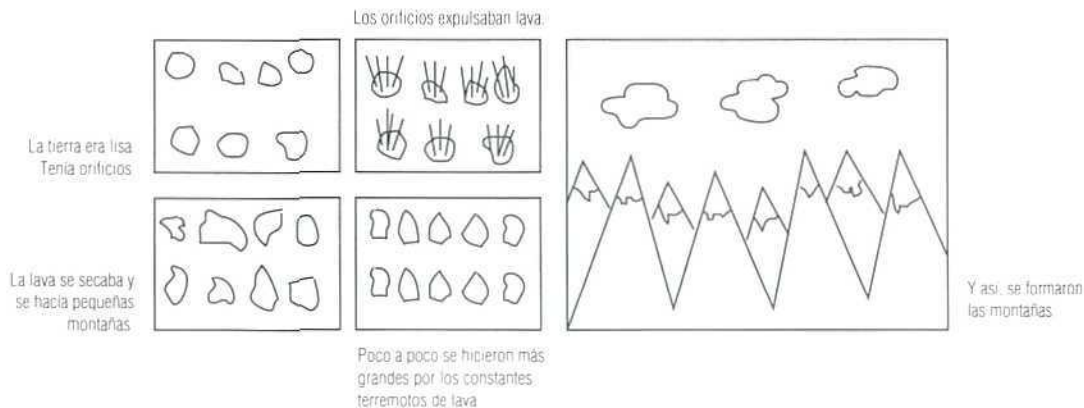 La tierra era lisa
Tenía orificios
Los orificios expulsaban lava.
La lava se secaba y
se hacía pequeñas
montañas
Poco a poco se hicieron más
grandes por los constantes
terremotos de lava
Y así, se formaron
las montañas